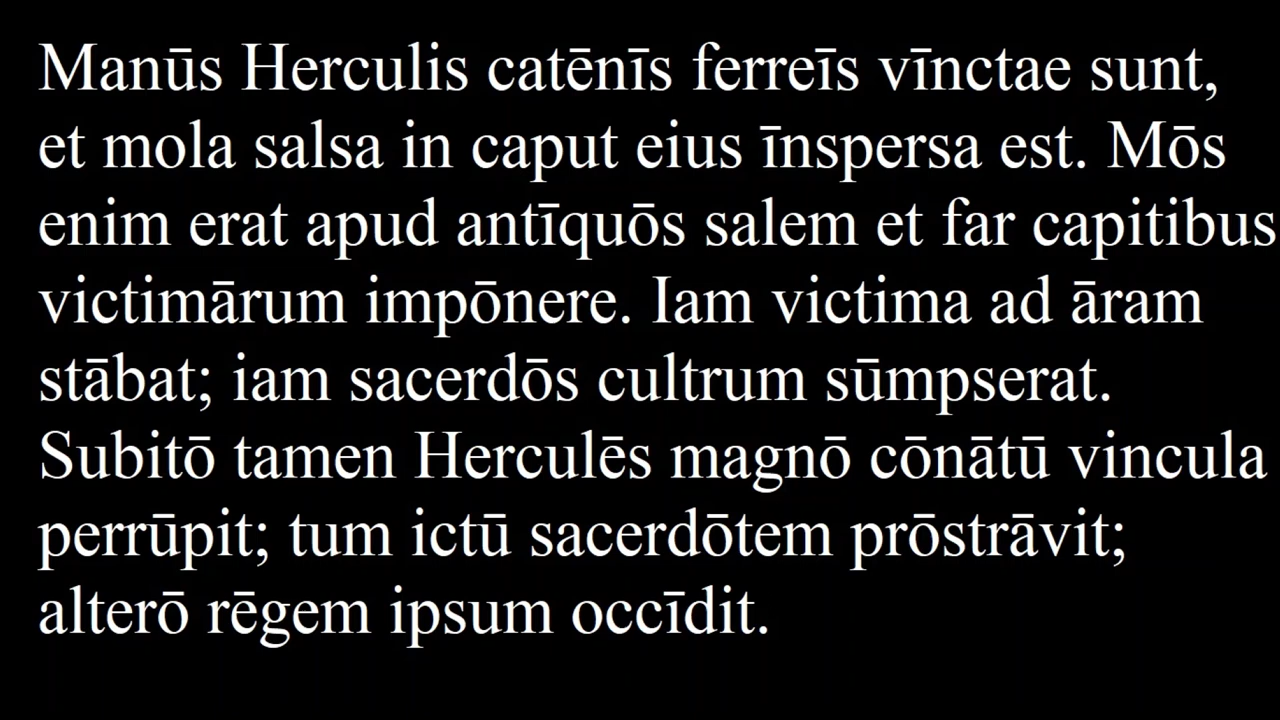 Manūs Herculis catēnīs ferreīs vīnctae sunt,
et mola salsa in caput eius īnspersa est. Mōs
enim erat apud antīquōs salem et far capitibus
victimārum impōnere. Iam victima ad āram
stābat; iam sacerdōs cultrum sūmpserat.
Subitō tamen Herculēs magnō cōnātū vincula
perrūpit; tum ictū sacerdōtem prōstrāvit;
alterō rēgem ipsum occīdit.